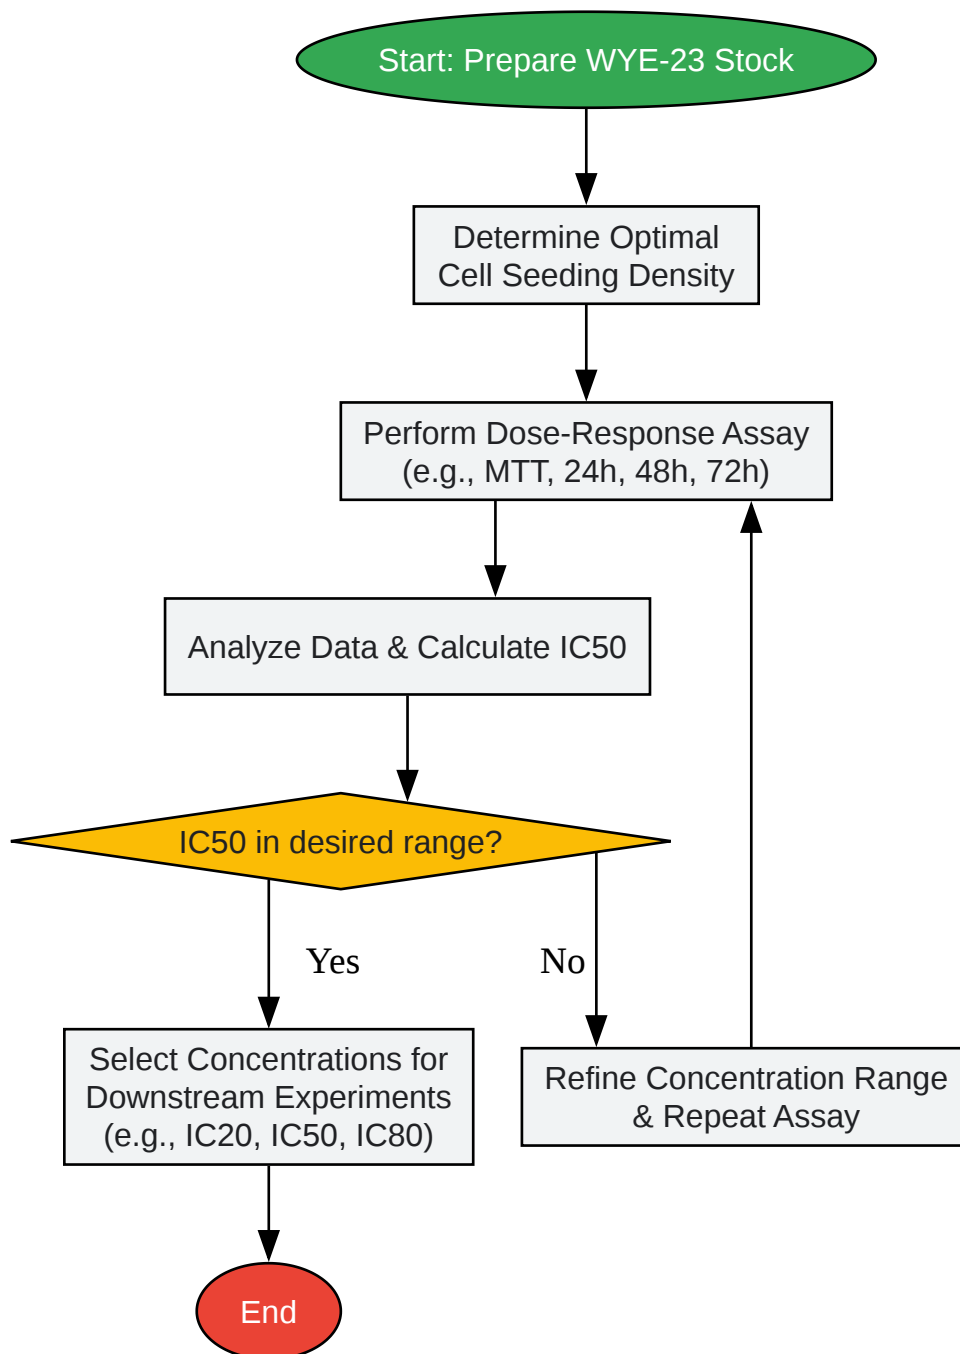 Start: Prepare WYE-23 Stock
Determine Optimal
Cell Seeding Density
Perform Dose-Response Assay
(e.g., MTT, 24h, 48h, 72h)
Analyze Data & Calculate IC50
IC50 in desired range?
Yes
No
Select Concentrations for
Downstream Experiments
(e.g., IC20, IC50, IC80)
Refine Concentration Range
& Repeat Assay
End